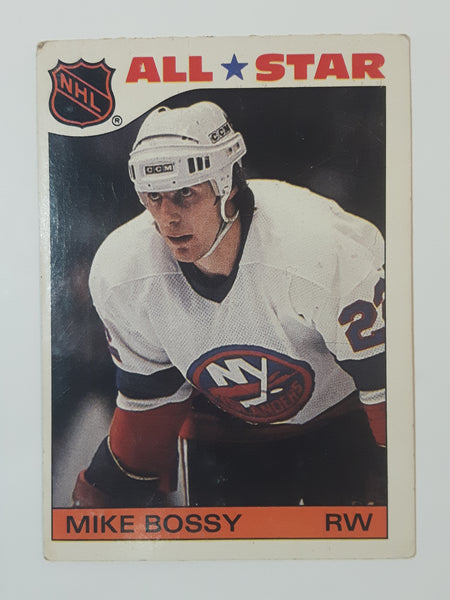 NHL ALL ★ STAR
®
CCM
CCM
22
NY
ISLANDERS
MIKE BOSSY RW